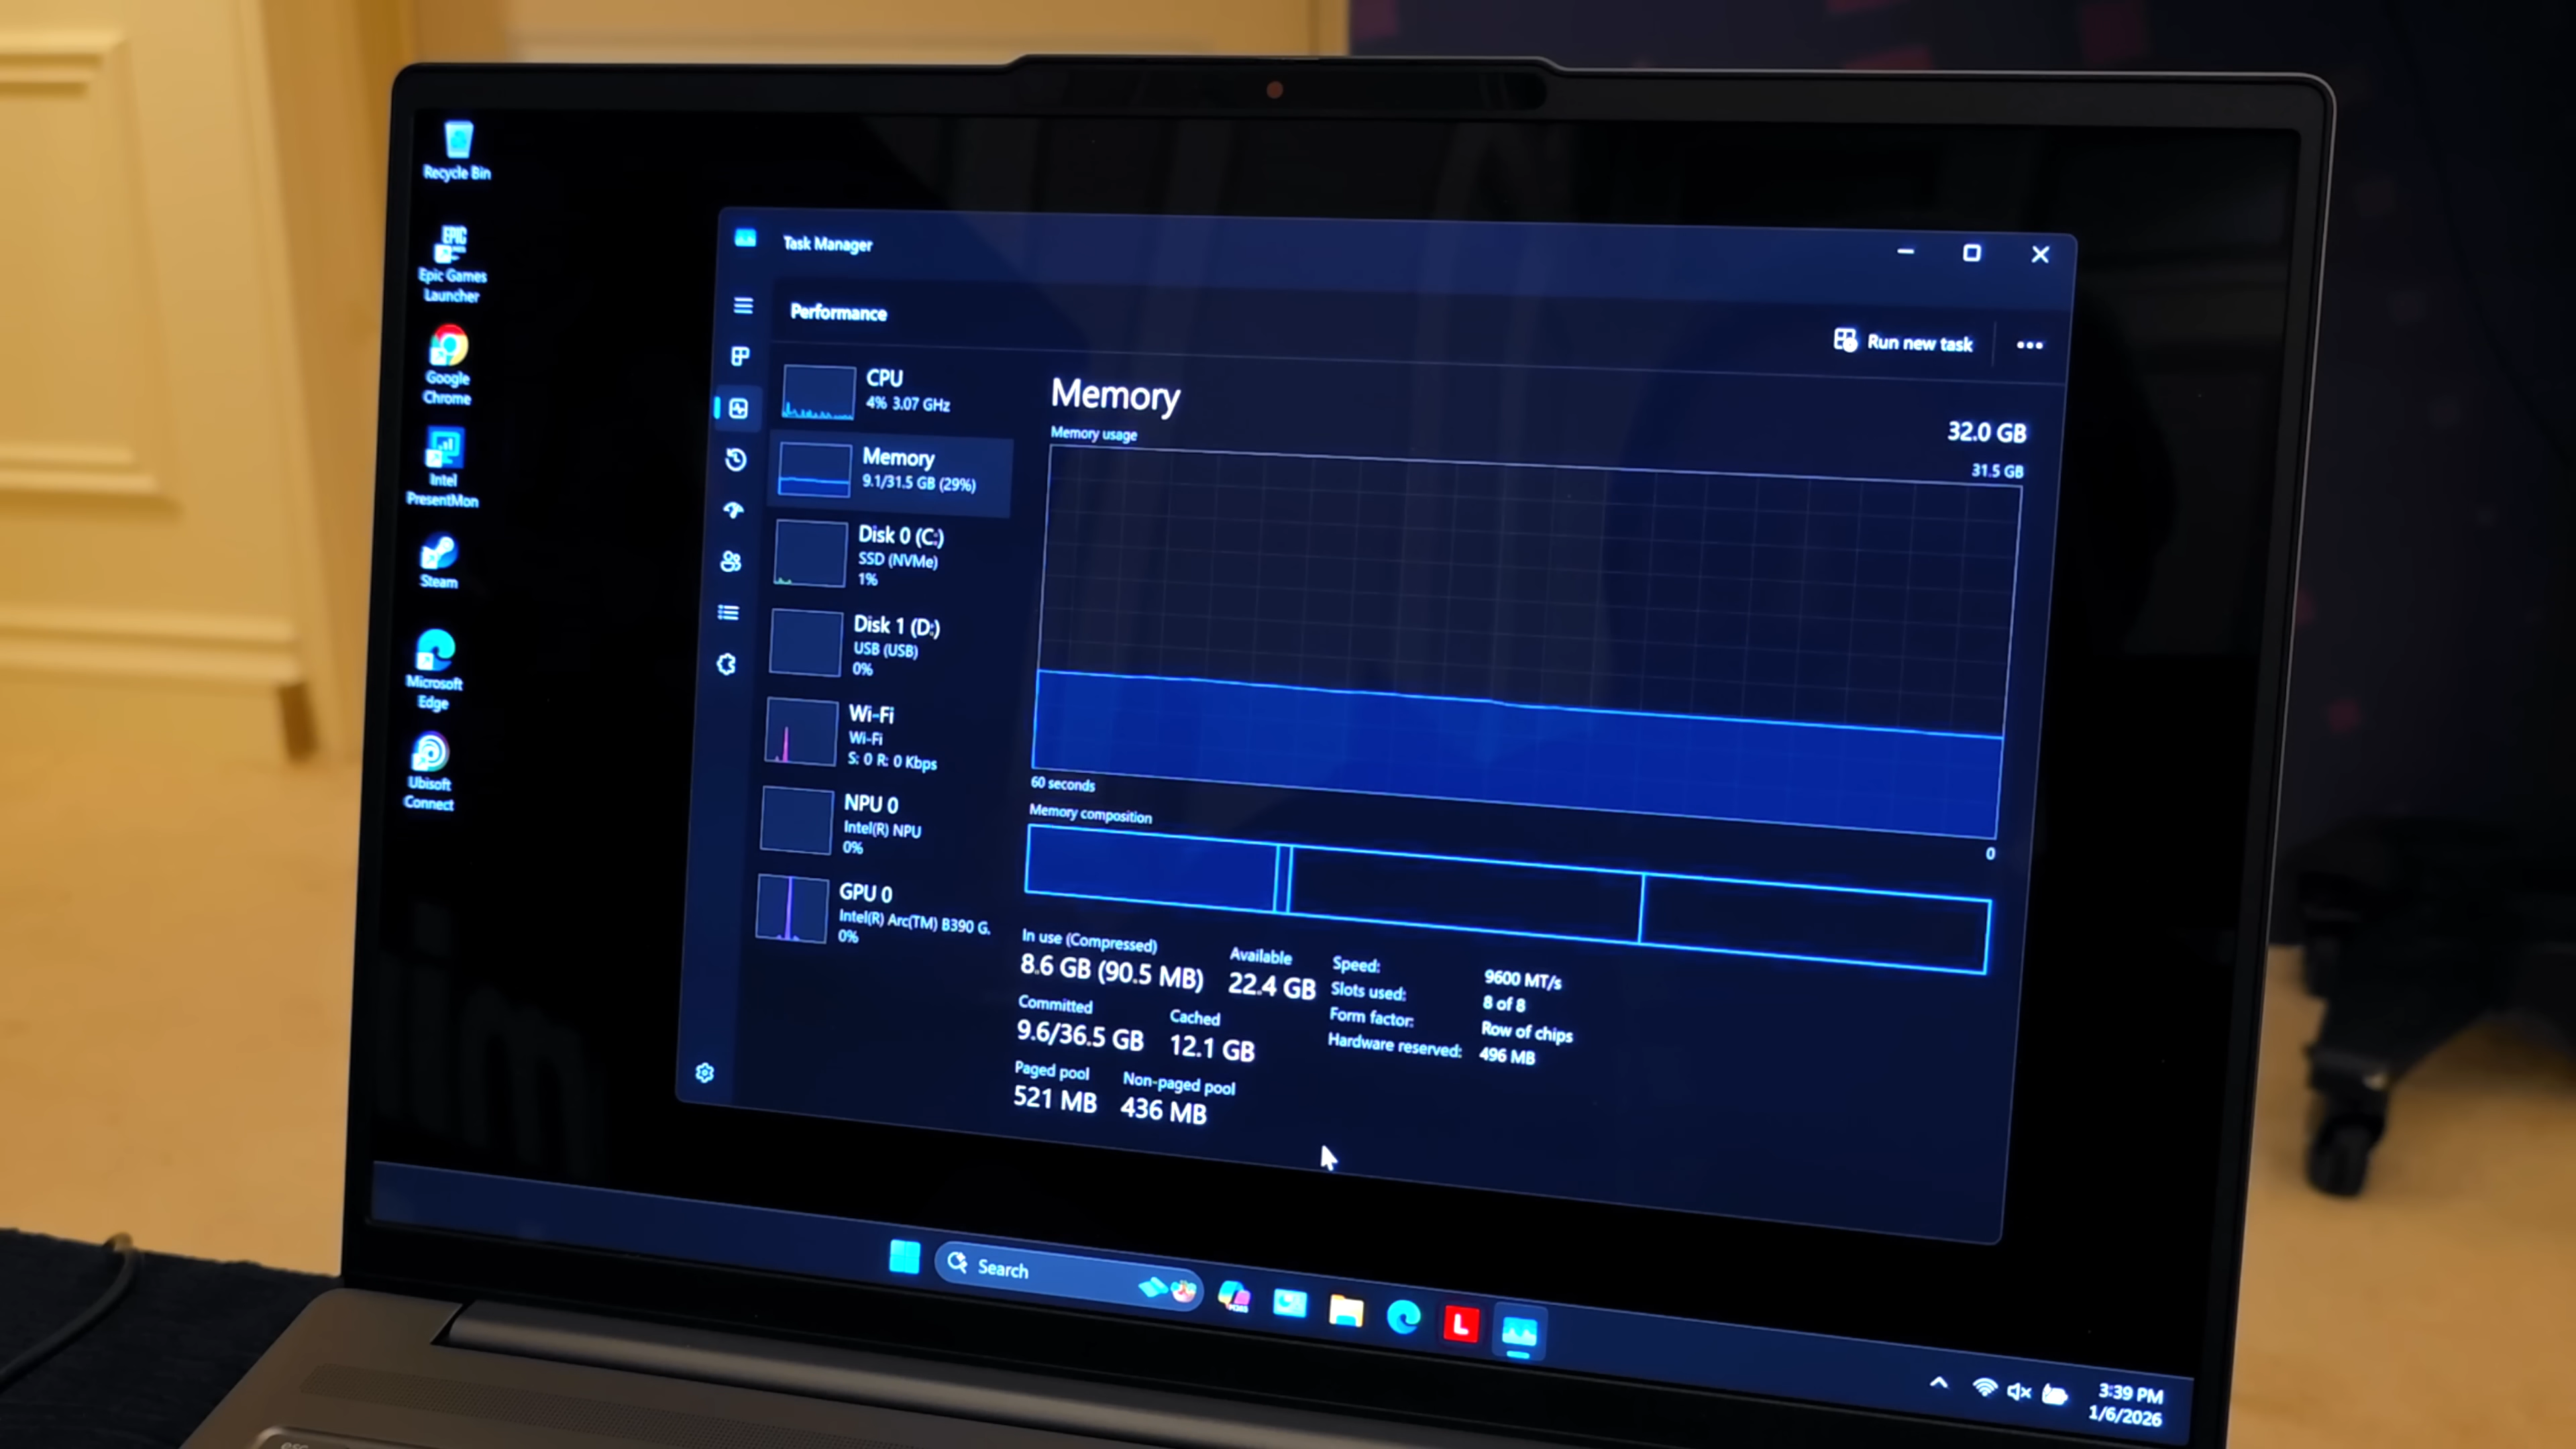 Recycle Bin
EPIC
Epic Games
Launcher
Google
Chrome
Intel
PresentMon
Steam
Microsoft
Edge
Ubisoft
Connect
Task Manager
Performance
Run new task
CPU
4% 3.07 GHz
Memory
9.1/31.5 GB (29%)
Disk 0 (C:)
SSD (NVMe)
1%
Disk 1 (D:)
USB (USB)
0%
Wi-Fi
Wi-Fi
S: 0 R: 0 Kbps
NPU 0
Intel(R) NPU
0%
GPU 0
Intel(R) Arc(TM) B390 G.
0%
Memory
32.0 GB
Memory usage
31.5 GB
60 seconds
0
Memory composition
In use (Compressed)
8.6 GB (90.5 MB)
Available
22.4 GB
Committed
9.6/36.5 GB
Cached
12.1 GB
Paged pool
521 MB
Non-paged pool
436 MB
Speed: 9600 MT/s
Slots used: 8 of 8
Form factor: Row of chips
Hardware reserved: 496 MB
Search
L
3:39 PM
1/6/2026
esc